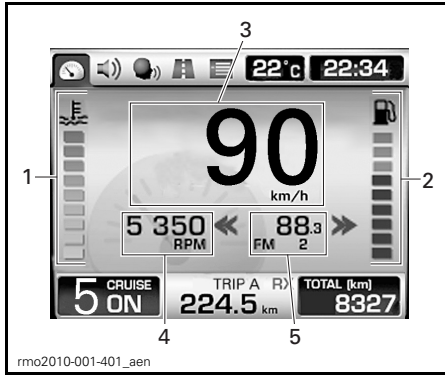 3
22°c 22:34
1
90
km/h
2
5 350
RPM
88.3
FM 2
5 CRUISE ON
TRIP A RX
224.5 km
TOTAL [km]
8327
4
5
rmo2010-001-401_aen